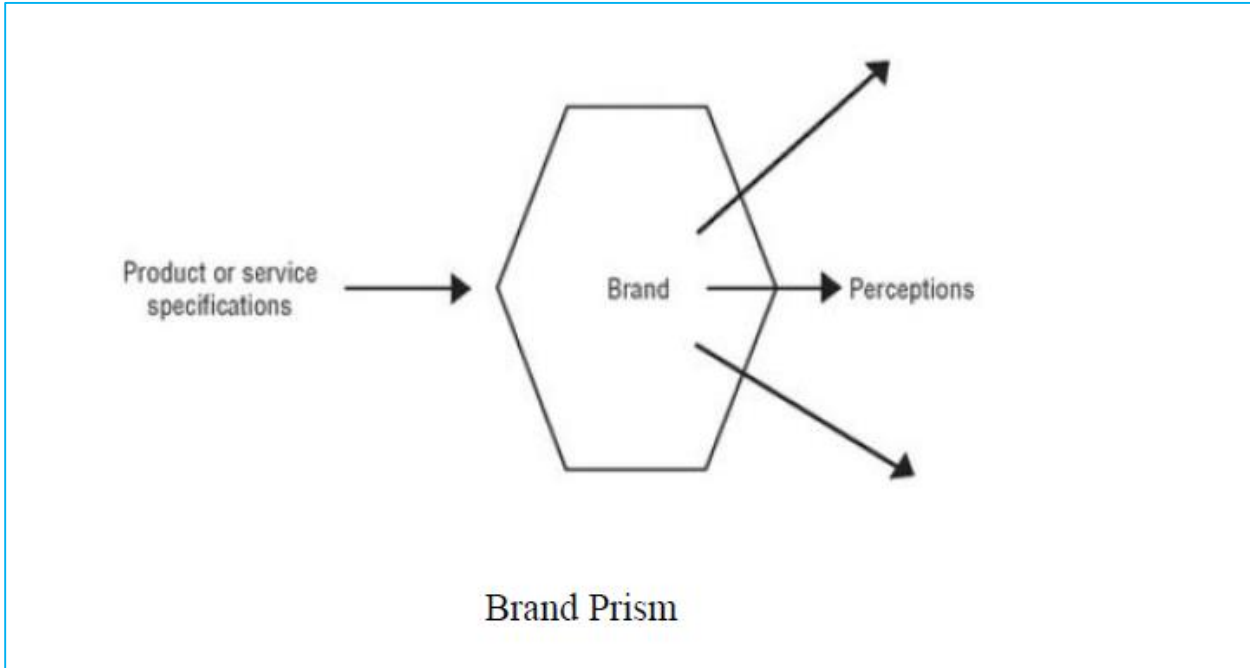 Product or service
specifications
Brand
Perceptions
Brand Prism